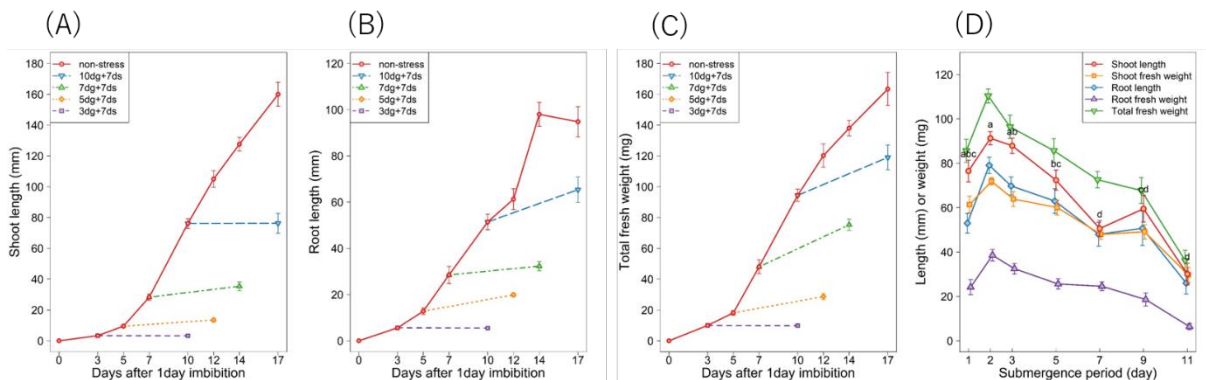 (A)
(B)
(C)
(D)
Shoot length (mm)
180
160
140
120
100
80
60
40
20
0
non-stress
10dg+7ds
7dg+7ds
5dg+7ds
3dg+7ds
0 3 5 7 10 12 14 17
Days after 1day imbibition
Root length (mm)
120
100
80
60
40
20
0
non-stress
10dg+7ds
7dg+7ds
5dg+7ds
3dg+7ds
0 3 5 7 10 12 14 17
Days after 1day imbibition
Total fresh weight (mg)
180
160
140
120
100
80
60
40
20
0
non-stress
10dg+7ds
7dg+7ds
5dg+7ds
3dg+7ds
0 3 5 7 10 12 14 17
Days after 1day imbibition
Length (mm) or weight (mg)
120
100
80
60
40
20
0
Shoot length
Shoot fresh weight
Root length
Root fresh weight
Total fresh weight
abc
a
ab
bc
d
cd
d
1 2 3 5 7 9 11
Submergence period (day)